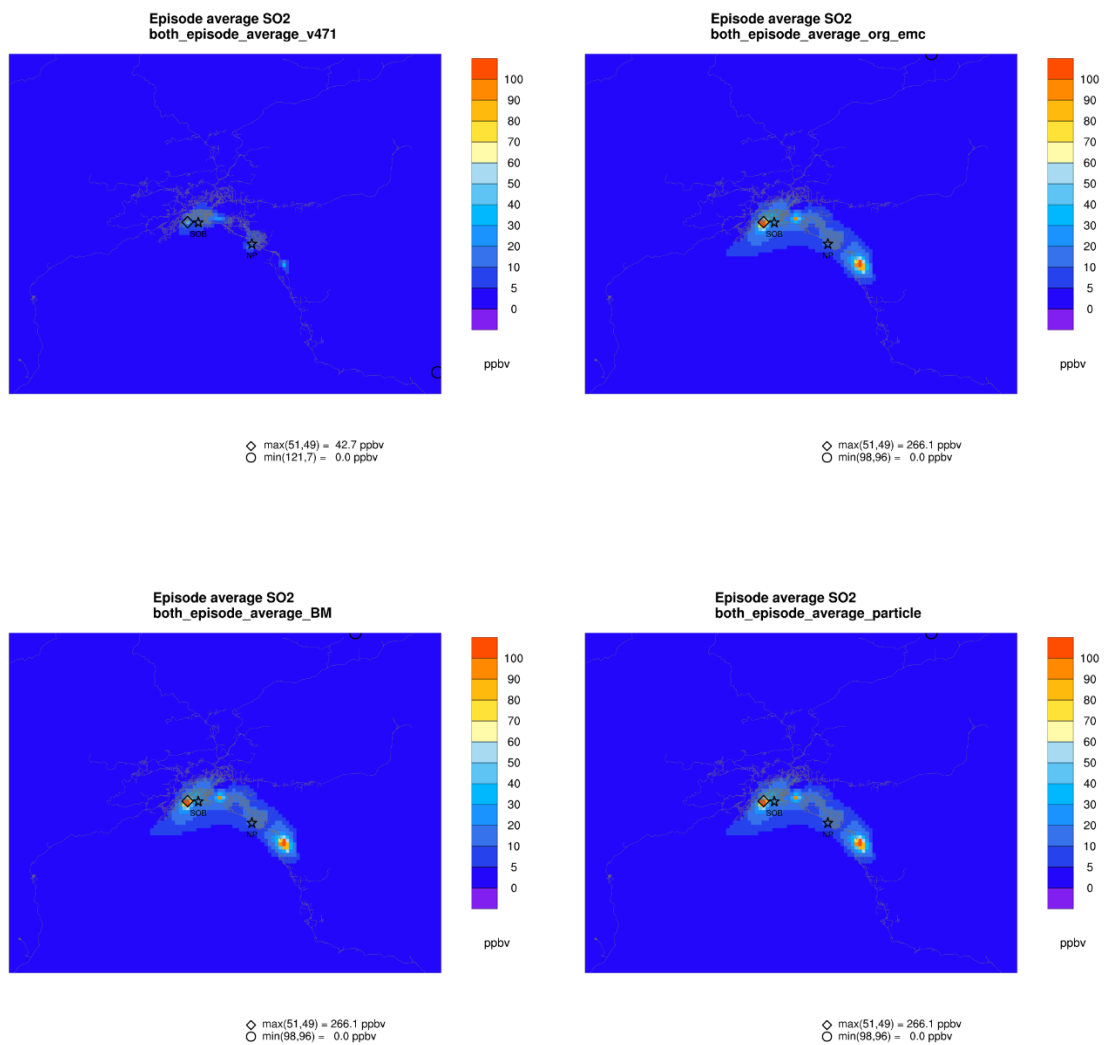 Episode average SO2
both_episode_average_v471
100
90
80
70
60
50
40
30
20
10
5
0
ppbv
SOB
NP
max(51,49) = 42.7 ppbv
min(121,7) = 0.0 ppbv
Episode average SO2
both_episode_average_org_emc
100
90
80
70
60
50
40
30
20
10
5
0
ppbv
SOB
NP
max(51,49) = 266.1 ppbv
min(98,96) = 0.0 ppbv
Episode average SO2
both_episode_average_BM
100
90
80
70
60
50
40
30
20
10
5
0
ppbv
SOB
NP
max(51,49) = 266.1 ppbv
min(98,96) = 0.0 ppbv
Episode average SO2
both_episode_average_particle
100
90
80
70
60
50
40
30
20
10
5
0
ppbv
SOB
NP
max(51,49) = 266.1 ppbv
min(98,96) = 0.0 ppbv